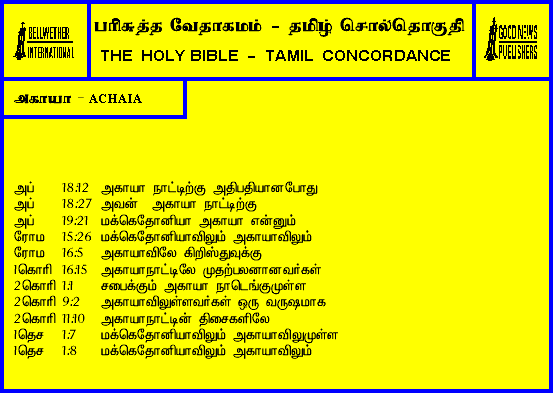 BELLWETHER
INTERNATIONAL
பரிசுத்த வேதாகமம் - தமிழ் சொல்தொகுதி
THE HOLY BIBLE - TAMIL CONCORDANCE
GOOD NEWS
PUBLISHERS
அகாயா - ACHAIA
அப் 18:12 அகாயா நாட்டிற்கு அதிபதியானபோது
அப் 18:27 அவன் அகாயா நாட்டிற்கு
அப் 19:21 மக்கெதோனியா அகாயா என்னும்
ரோம 15:26 மக்கெதோனியாவிலும் அகாயாவிலும்
ரோம 16:5 அகாயாவிலே கிறிஸ்துவுக்கு
1கொரி 16:15 அகாயாநாட்டிலே முதற்பலனானவர்கள்
2கொரி 1:1 சபைக்கும் அகாயா நாடெங்குமுள்ள
2கொரி 9:2 அகாயாவிலுள்ளவர்கள் ஒரு வருஷமாக
2கொரி 11:10 அகாயாநாட்டின் திசைகளிலே
1தெச 1:7 மக்கெதோனியாவிலும் அகாயாவிலுமுள்ள
1தெச 1:8 மக்கெதோனியாவிலும் அகாயாவிலும்